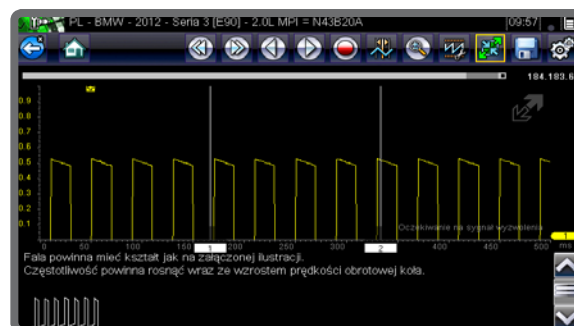 PL - BMW - 2012 - Seria 3 [E90] - 2.0L MPI = N43B20A
09:57
184.183.6
0.9
0.8
0.7
0.6
0.5
0.4
0.3
0.2
0.1
Oczekiwanie na sygnał wyzwolenia
1
0 50 100 150 200 250 300 350 400 450 500 ms
1 2
Fala powinna mieć kształt jak na załączonej ilustracji.
Częstotliwość powinna rosnąć wraz ze wzrostem prędkości obrotowej koła.